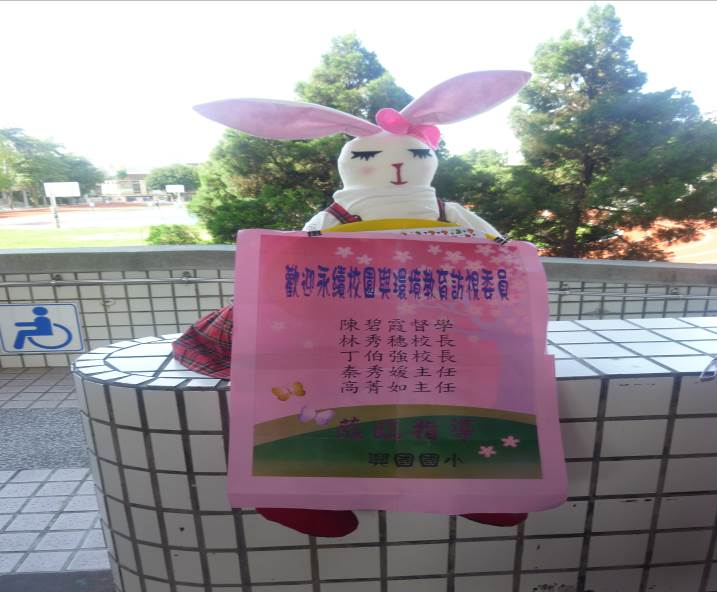 歡迎永續校園與環境教育訪視委員
陳碧霞督學
林秀穗校長
丁伯強校長
秦秀媛主任
高菁如主任
蒞臨指導
興國國小